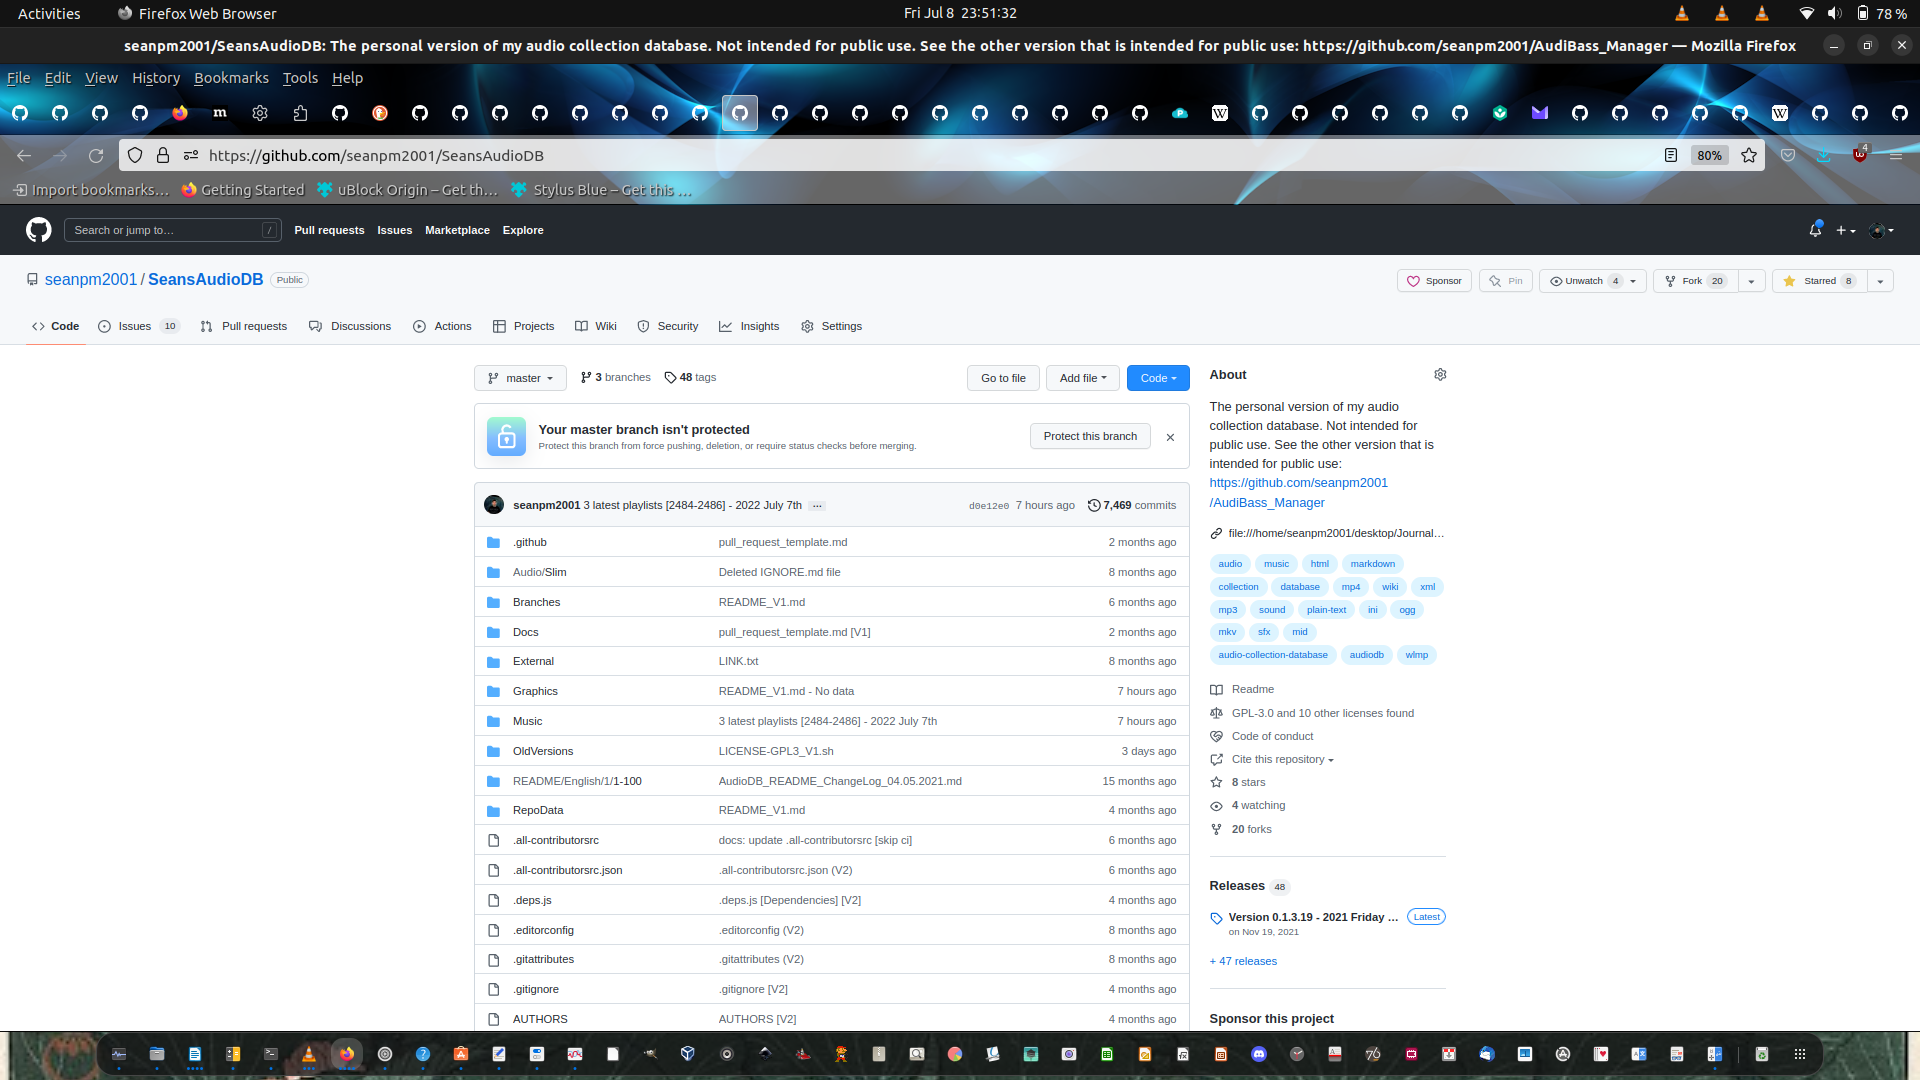 Activities Firefox Web Browser Fri Jul 8 23:51:32 78 %
seanpm2001/SeansAudioDB: The personal version of my audio collection database. Not intended for public use. See the other version that is intended for public use: https://github.com/seanpm2001/AudiBass_Manager — Mozilla Firefox
File Edit View History Bookmarks Tools Help
https://github.com/seanpm2001/SeansAudioDB 80% 4
Import bookmarks… Getting Started uBlock Origin – Get th… Stylus Blue – Get this …
Search or jump to… / Pull requests Issues Marketplace Explore
seanpm2001 / SeansAudioDB Public Sponsor Pin Unwatch 4 Fork 20 Starred 8
Code Issues 10 Pull requests Discussions Actions Projects Wiki Security Insights Settings
master 3 branches 48 tags Go to file Add file Code
Your master branch isn't protected
Protect this branch from force pushing, deletion, or require status checks before merging.
Protect this branch
seanpm2001 3 latest playlists [2484-2486] - 2022 July 7th … d0e12e0 7 hours ago 7,469 commits
.github pull_request_template.md 2 months ago
Audio/Slim Deleted IGNORE.md file 8 months ago
Branches README_V1.md 6 months ago
Docs pull_request_template.md [V1] 2 months ago
External LINK.txt 8 months ago
Graphics README_V1.md - No data 7 hours ago
Music 3 latest playlists [2484-2486] - 2022 July 7th 7 hours ago
OldVersions LICENSE-GPL3_V1.sh 3 days ago
README/English/1/1-100 AudioDB_README_ChangeLog_04.05.2021.md 15 months ago
RepoData README_V1.md 4 months ago
.all-contributorsrc docs: update .all-contributorsrc [skip ci] 6 months ago
.all-contributorsrc.json .all-contributorsrc.json (V2) 6 months ago
.deps.js .deps.js [Dependencies] [V2] 4 months ago
.editorconfig .editorconfig (V2) 8 months ago
.gitattributes .gitattributes (V2) 8 months ago
.gitignore .gitignore [V2] 4 months ago
AUTHORS AUTHORS [V2] 4 months ago
About
The personal version of my audio
collection database. Not intended for
public use. See the other version that is
intended for public use:
https://github.com/seanpm2001
/AudiBass_Manager
file:///home/seanpm2001/desktop/Journal…
audio music html markdown
collection database mp4 wiki xml
mp3 sound plain-text ini ogg
mkv sfx mid
audio-collection-database audiodb wlmp
Readme
GPL-3.0 and 10 other licenses found
Code of conduct
Cite this repository
8 stars
4 watching
20 forks
Releases 48
Version 0.1.3.19 - 2021 Friday … Latest
on Nov 19, 2021
+ 47 releases
Sponsor this project